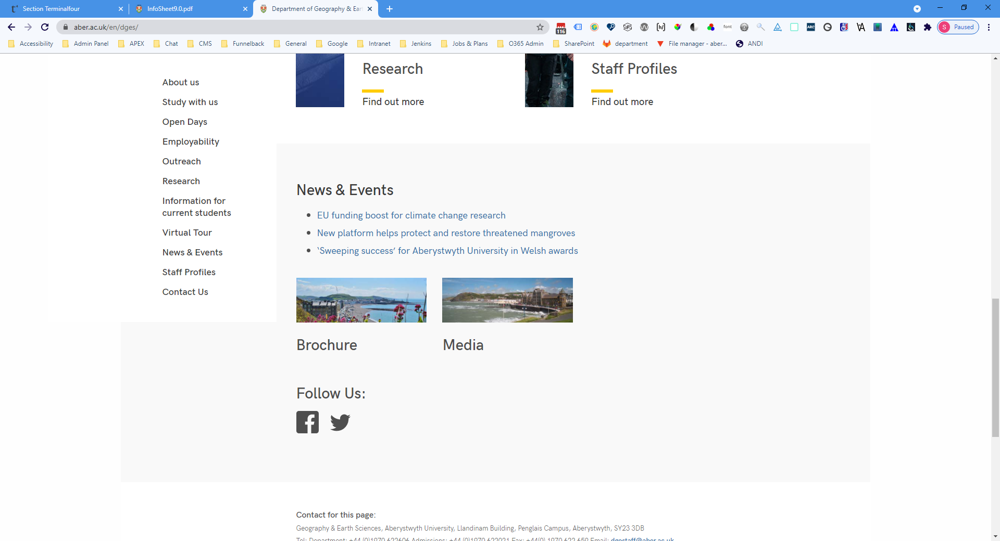 Section Terminalfour
InfoSheet9.0.pdf
Department of Geography & Ear
aber.ac.uk/en/dges/
116
font
ARC
S Paused
Accessibility
Admin Panel
APEX
Chat
CMS
Funnelback
General
Google
Intranet
Jenkins
Jobs & Plans
O365 Admin
SharePoint
department
File manager - aber...
ANDI
About us
Study with us
Open Days
Employability
Outreach
Research
Information for
current students
Virtual Tour
News & Events
Staff Profiles
Contact Us
Research
Find out more
Staff Profiles
Find out more
News & Events
EU funding boost for climate change research
New platform helps protect and restore threatened mangroves
‘Sweeping success’ for Aberystwyth University in Welsh awards
Brochure
Media
Follow Us:
Contact for this page:
Geography & Earth Sciences, Aberystwyth University, Llandinam Building, Penglais Campus, Aberystwyth, SY23 3DB
Tel: Department: +44 (0)1970 622606 Admissions: +44 (0)1970 622021 Fax: +44(0) 1970 622 659 Email: dgostaff@aber.ac.uk